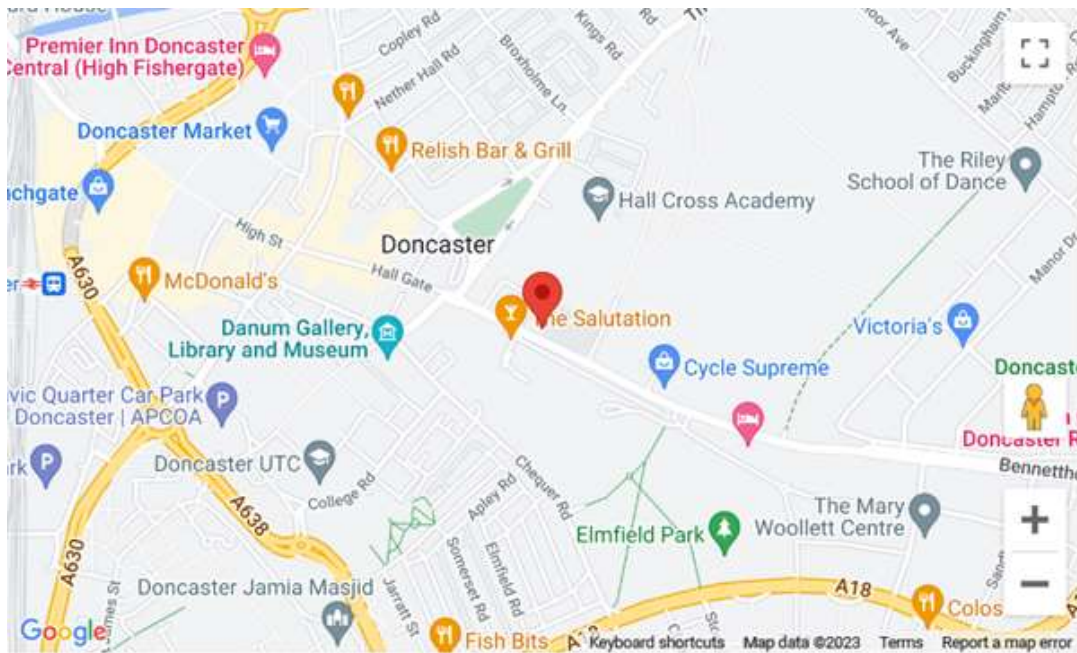 Premier Inn Doncaster
Central (High Fishergate)
Copley Rd
Nether Hall Rd
Broxholme Ln.
Kings Rd
Buckingham
Doncaster Market
Relish Bar & Grill
The Riley
School of Dance
Hall Cross Academy
High St
Doncaster
Hall Gate
Manor Dr
A630
McDonald's
The Salutation
Danum Gallery,
Library and Museum
Victoria's
Cycle Supreme
Car Park
Quarter
Doncaster | APCOA
Doncaster UTC
College Rd
Chequer Rd
Apley Rd
The Mary
Woollett Centre
Elmfield Park
A638
A630
Somerset Rd
Elmfield Rd
Jarratt St
Doncaster Jamia Masjid
A18
Fish Bits
Google
Keyboard shortcuts
Map data ©2023
Terms
Report a map error